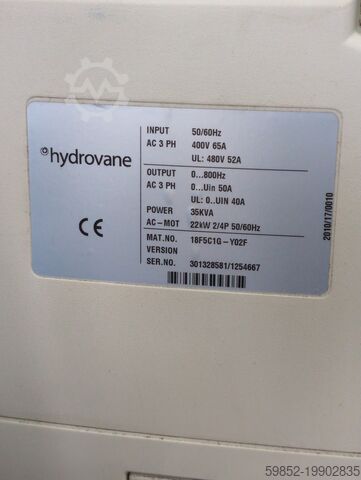 hydrovane
CE
INPUT 50/60Hz
AC 3 PH 400V 65A
UL: 480V 52A
OUTPUT 0...800Hz
AC 3 PH 0...Uin 50A
UL: 0..UIN 40A
POWER 35KVA
AC-MOT 22kW 2/4P 50/60Hz
MAT.NO. 18F5C1G-Y02F
VERSION
SER.NO. 301328581/1254667
2010/17/0010
59852-19902835